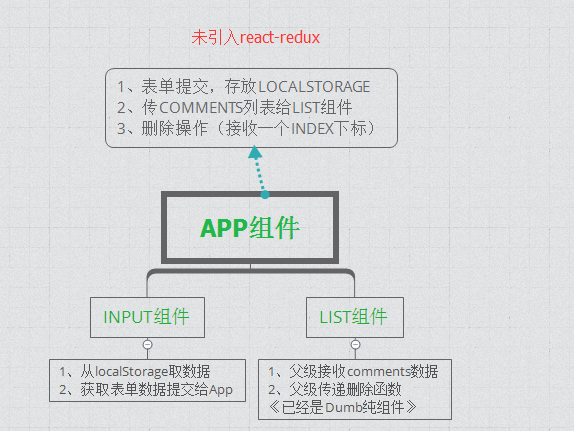 未引入react-redux
1、表单提交，存放LOCALSTORAGE
2、传COMMENTS列表给LIST组件
3、删除操作（接收一个INDEX下标）
APP组件
INPUT组件
LIST组件
1、从localStorage取数据
2、获取表单数据提交给App
1、父级接收comments数据
2、父级传递删除函数
《已经是Dumb纯组件》